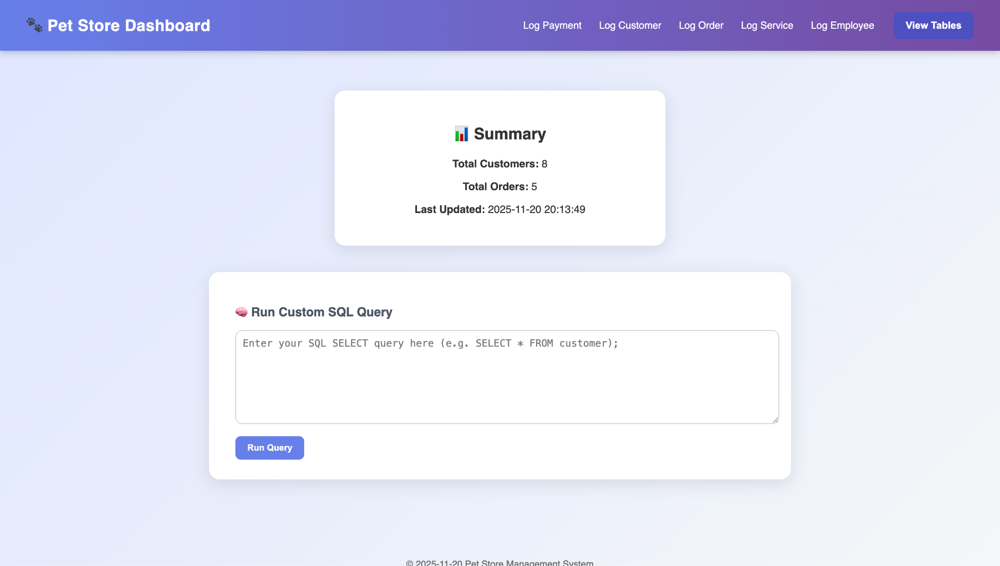 Pet Store Dashboard
Log Payment
Log Customer
Log Order
Log Service
Log Employee
View Tables
Summary
Total Customers: 8
Total Orders: 5
Last Updated: 2025-11-20 20:13:49
Run Custom SQL Query
Enter your SQL SELECT query here (e.g. SELECT * FROM customer);
Run Query
© 2025-11-20 Pet Store Management System